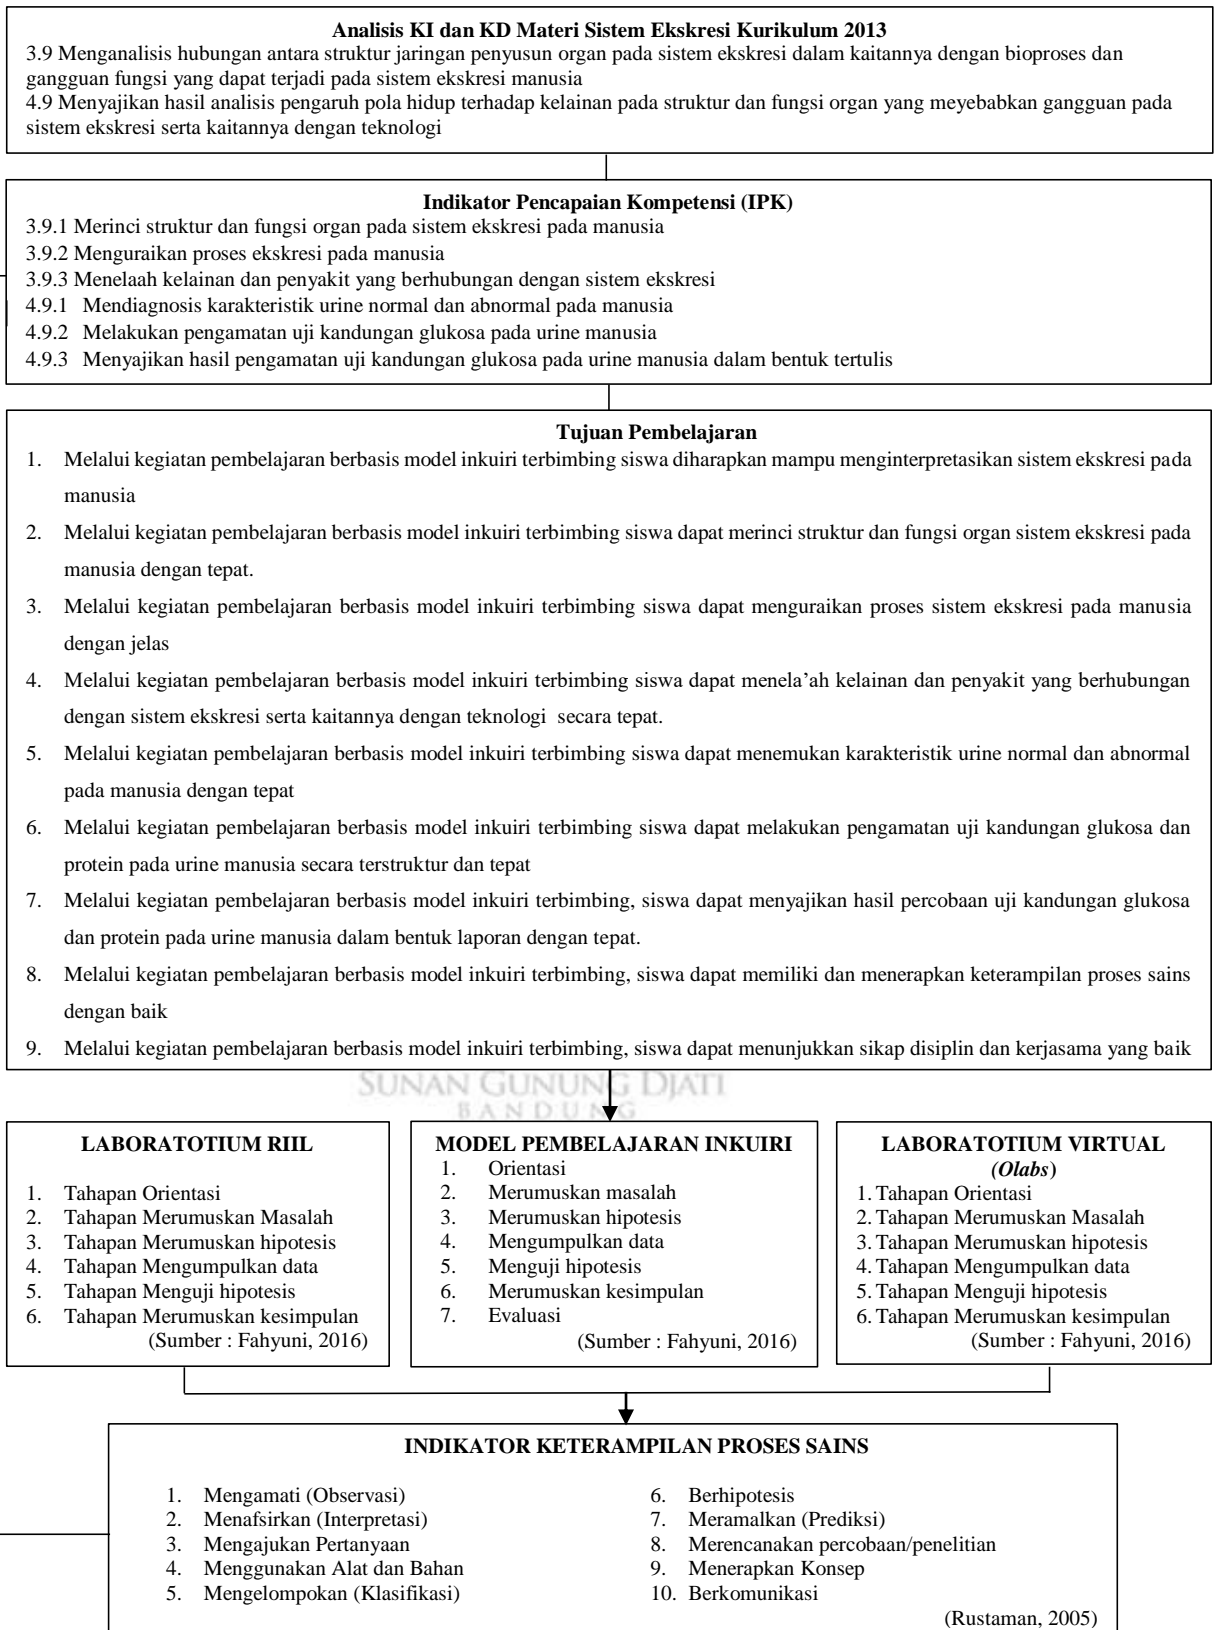 Analisis KI dan KD Materi Sistem Ekskresi Kurikulum 2013
3.9 Menganalisis hubungan antara struktur jaringan penyusun organ pada sistem ekskresi dalam kaitannya dengan bioproses dan
gangguan fungsi yang dapat terjadi pada sistem ekskresi manusia
4.9 Menyajikan hasil analisis pengaruh pola hidup terhadap kelainan pada struktur dan fungsi organ yang meyebabkan gangguan pada
sistem ekskresi serta kaitannya dengan teknologi
Indikator Pencapaian Kompetensi (IPK)
3.9.1 Merinci struktur dan fungsi organ pada sistem ekskresi pada manusia
3.9.2 Menguraikan proses ekskresi pada manusia
3.9.3 Menelaah kelainan dan penyakit yang berhubungan dengan sistem ekskresi
4.9.1 Mendiagnosis karakteristik urine normal dan abnormal pada manusia
4.9.2 Melakukan pengamatan uji kandungan glukosa pada urine manusia
4.9.3 Menyajikan hasil pengamatan uji kandungan glukosa pada urine manusia dalam bentuk tertulis
Tujuan Pembelajaran
1. Melalui kegiatan pembelajaran berbasis model inkuiri terbimbing siswa diharapkan mampu menginterpretasikan sistem ekskresi pada
manusia
2. Melalui kegiatan pembelajaran berbasis model inkuiri terbimbing siswa dapat merinci struktur dan fungsi organ sistem ekskresi pada
manusia dengan tepat.
3. Melalui kegiatan pembelajaran berbasis model inkuiri terbimbing siswa dapat menguraikan proses sistem ekskresi pada manusia
dengan jelas
4. Melalui kegiatan pembelajaran berbasis model inkuiri terbimbing siswa dapat menela’ah kelainan dan penyakit yang berhubungan
dengan sistem ekskresi serta kaitannya dengan teknologi secara tepat.
5. Melalui kegiatan pembelajaran berbasis model inkuiri terbimbing siswa dapat menemukan karakteristik urine normal dan abnormal
pada manusia dengan tepat
6. Melalui kegiatan pembelajaran berbasis model inkuiri terbimbing siswa dapat melakukan pengamatan uji kandungan glukosa dan
protein pada urine manusia secara terstruktur dan tepat
7. Melalui kegiatan pembelajaran berbasis model inkuiri terbimbing, siswa dapat menyajikan hasil percobaan uji kandungan glukosa
dan protein pada urine manusia dalam bentuk laporan dengan tepat.
8. Melalui kegiatan pembelajaran berbasis model inkuiri terbimbing, siswa dapat memiliki dan menerapkan keterampilan proses sains
dengan baik
9. Melalui kegiatan pembelajaran berbasis model inkuiri terbimbing, siswa dapat menunjukkan sikap disiplin dan kerjasama yang baik
SUNAN GUNUNG DJATI
BANDUNG
LABORATOTIUM RIIL
1. Tahapan Orientasi
2. Tahapan Merumuskan Masalah
3. Tahapan Merumuskan hipotesis
4. Tahapan Mengumpulkan data
5. Tahapan Menguji hipotesis
6. Tahapan Merumuskan kesimpulan
(Sumber : Fahyuni, 2016)
MODEL PEMBELAJARAN INKUIRI
1. Orientasi
2. Merumuskan masalah
3. Merumuskan hipotesis
4. Mengumpulkan data
5. Menguji hipotesis
6. Merumuskan kesimpulan
7. Evaluasi
(Sumber : Fahyuni, 2016)
LABORATOTIUM VIRTUAL
(Olabs)
1. Tahapan Orientasi
2. Tahapan Merumuskan Masalah
3. Tahapan Merumuskan hipotesis
4. Tahapan Mengumpulkan data
5. Tahapan Menguji hipotesis
6. Tahapan Merumuskan kesimpulan
(Sumber : Fahyuni, 2016)
INDIKATOR KETERAMPILAN PROSES SAINS
1. Mengamati (Observasi)
2. Menafsirkan (Interpretasi)
3. Mengajukan Pertanyaan
4. Menggunakan Alat dan Bahan
5. Mengelompokan (Klasifikasi)
6. Berhipotesis
7. Meramalkan (Prediksi)
8. Merencanakan percobaan/penelitian
9. Menerapkan Konsep
10. Berkomunikasi
(Rustaman, 2005)